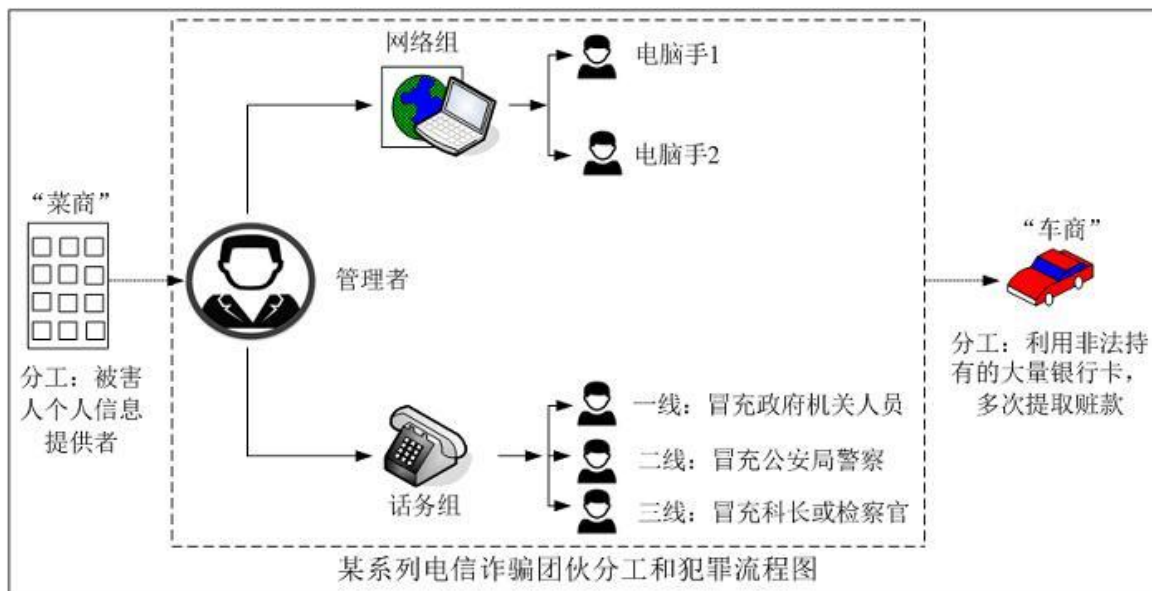 网络组
电脑手1
电脑手2
“菜商”
分工：被害
人个人信息
提供者
管理者
“车商”
分工：利用非法持
有的大量银行卡，
多次提取赃款
话务组
一线：冒充政府机关人员
二线：冒充公安局警察
三线：冒充科长或检察官
某系列电信诈骗团伙分工和犯罪流程图